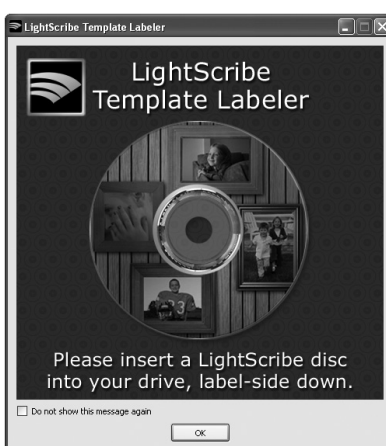 LightScribe Template Labeler
LightScribe
Template Labeler
Please insert a LightScribe disc
into your drive, label-side down.
Do not show this message again
OK